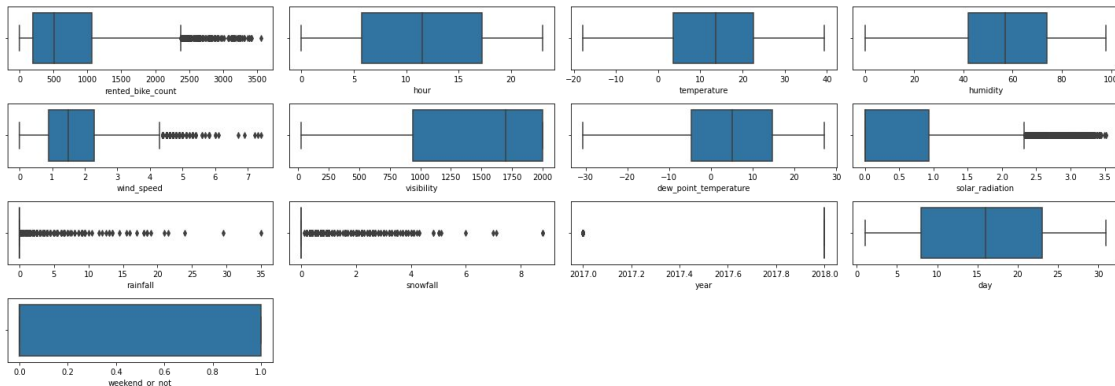 0 500 1000 1500 2000 2500 3000 3500
rented_bike_count
0 5 10 15 20
hour
−20 −10 0 10 20 30 40
temperature
0 20 40 60 80 100
humidity
0 1 2 3 4 5 6 7
wind_speed
0 250 500 750 1000 1250 1500 1750 2000
visibility
−30 −20 −10 0 10 20 30
dew_point_temperature
0.0 0.5 1.0 1.5 2.0 2.5 3.0 3.5
solar_radiation
0 5 10 15 20 25 30 35
rainfall
0 2 4 6 8
snowfall
2017.0 2017.2 2017.4 2017.6 2017.8 2018.0
year
0 5 10 15 20 25 30
day
0.0 0.2 0.4 0.6 0.8 1.0
weekend_or_not